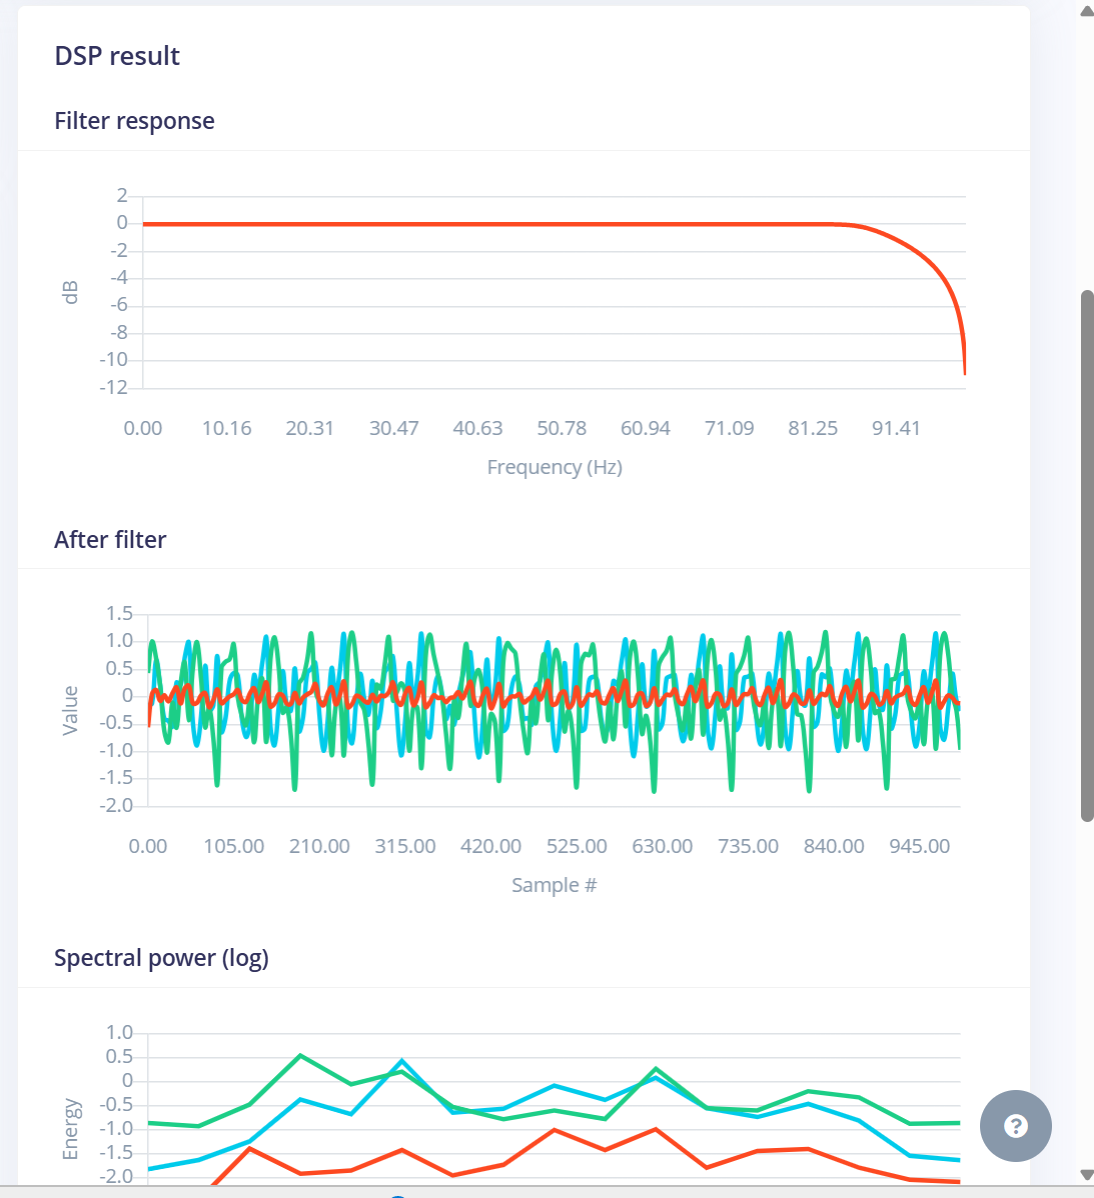 DSP result
Filter response
2
0
-2
-4
-6
-8
-10
-12
dB
0.00 10.16 20.31 30.47 40.63 50.78 60.94 71.09 81.25 91.41
Frequency (Hz)
After filter
1.5
1.0
0.5
0
-0.5
-1.0
-1.5
-2.0
Value
0.00 105.00 210.00 315.00 420.00 525.00 630.00 735.00 840.00 945.00
Sample #
Spectral power (log)
1.0
0.5
0
-0.5
-1.0
-1.5
-2.0
Energy
?